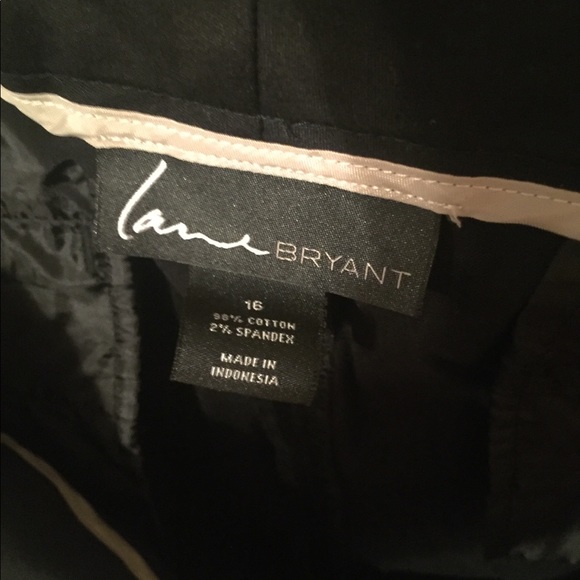 lane BRYANT
16
98% COTTON
2% SPANDEX
MADE IN
INDONESIA